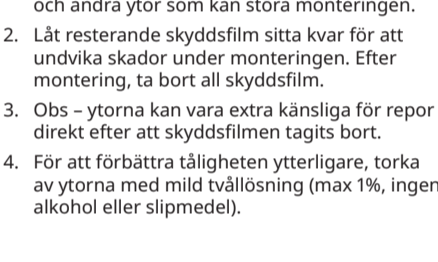 och andra ytor som kan störa monteringen.
2. Låt resterande skyddsfilm sitta kvar för att
undvika skador under monteringen. Efter
montering, ta bort all skyddsfilm.
3. Obs – ytorna kan vara extra känsliga för repor
direkt efter att skyddsfilmen tagits bort.
4. För att förbättra tåligheten ytterligare, torka
av ytorna med mild tvållösning (max 1%, ingen
alkohol eller slipmedel).